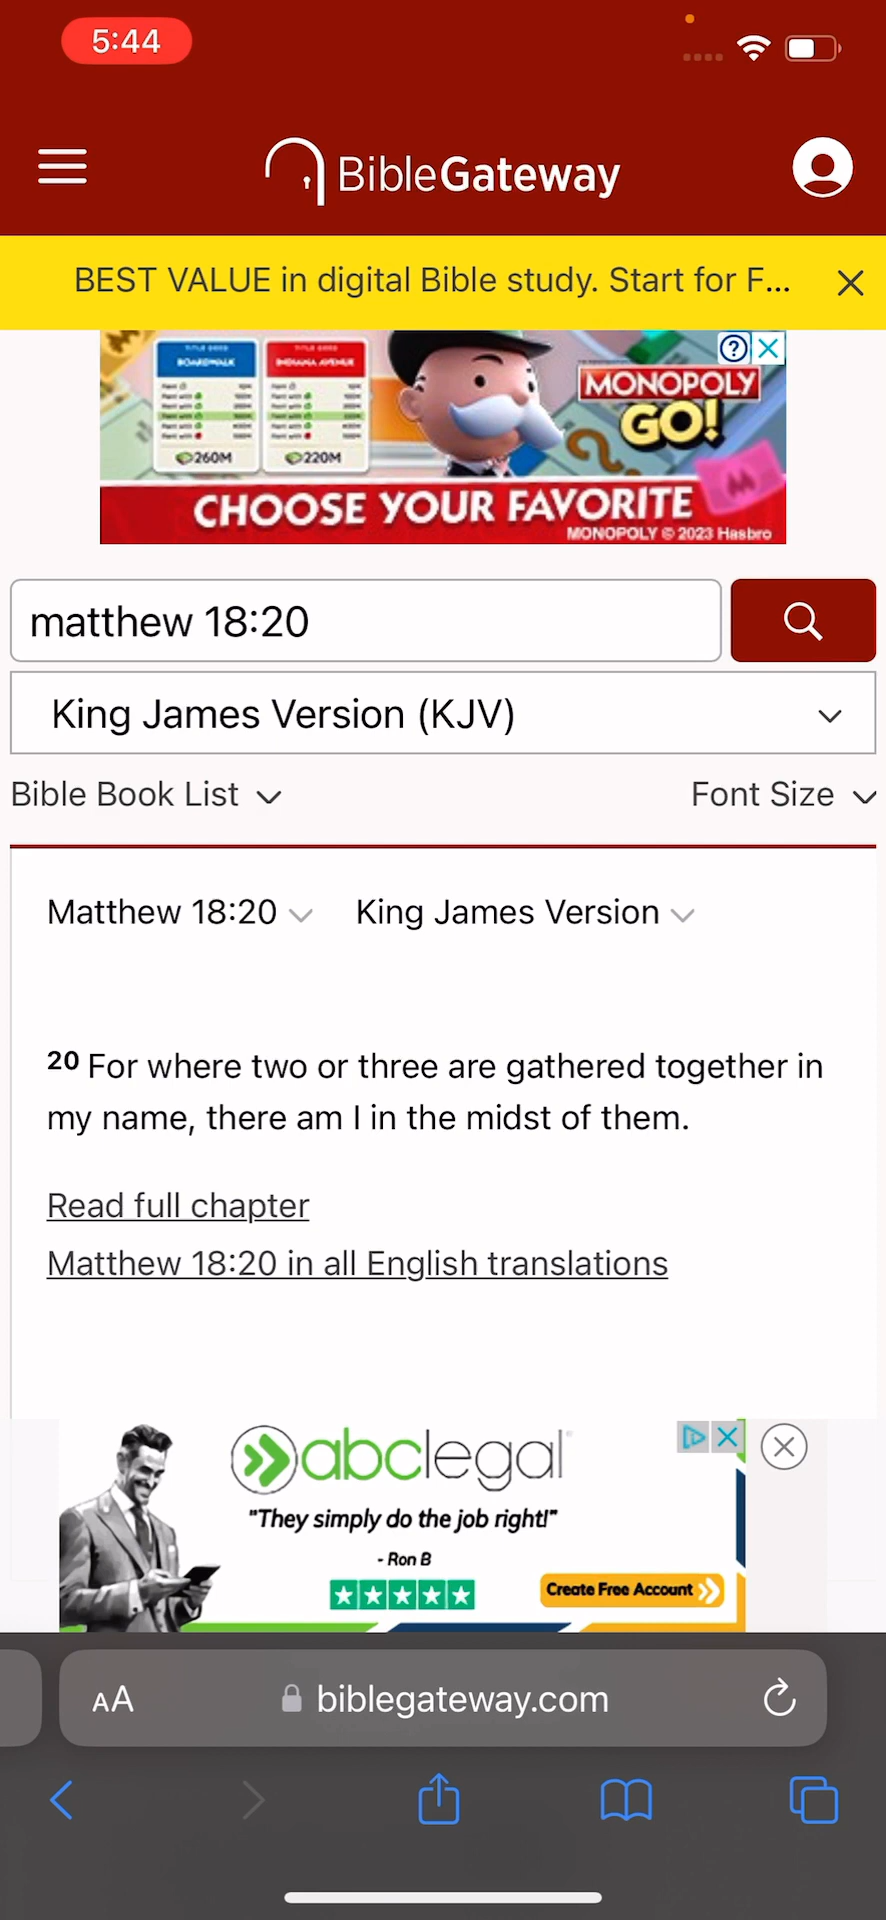 5:44
BibleGateway
BEST VALUE in digital Bible study. Start for F...
BOARDWALK
INDIANA AVENUE
260M
220M
MONOPOLY
GO!
CHOOSE YOUR FAVORITE
MONOPOLY © 2023 Hasbro
matthew 18:20
King James Version (KJV)
Bible Book List
Font Size
Matthew 18:20
King James Version
20 For where two or three are gathered together in
my name, there am I in the midst of them.
Read full chapter
Matthew 18:20 in all English translations
abclegal
"They simply do the job right!"
- Ron B
Create Free Account
AA
biblegateway.com